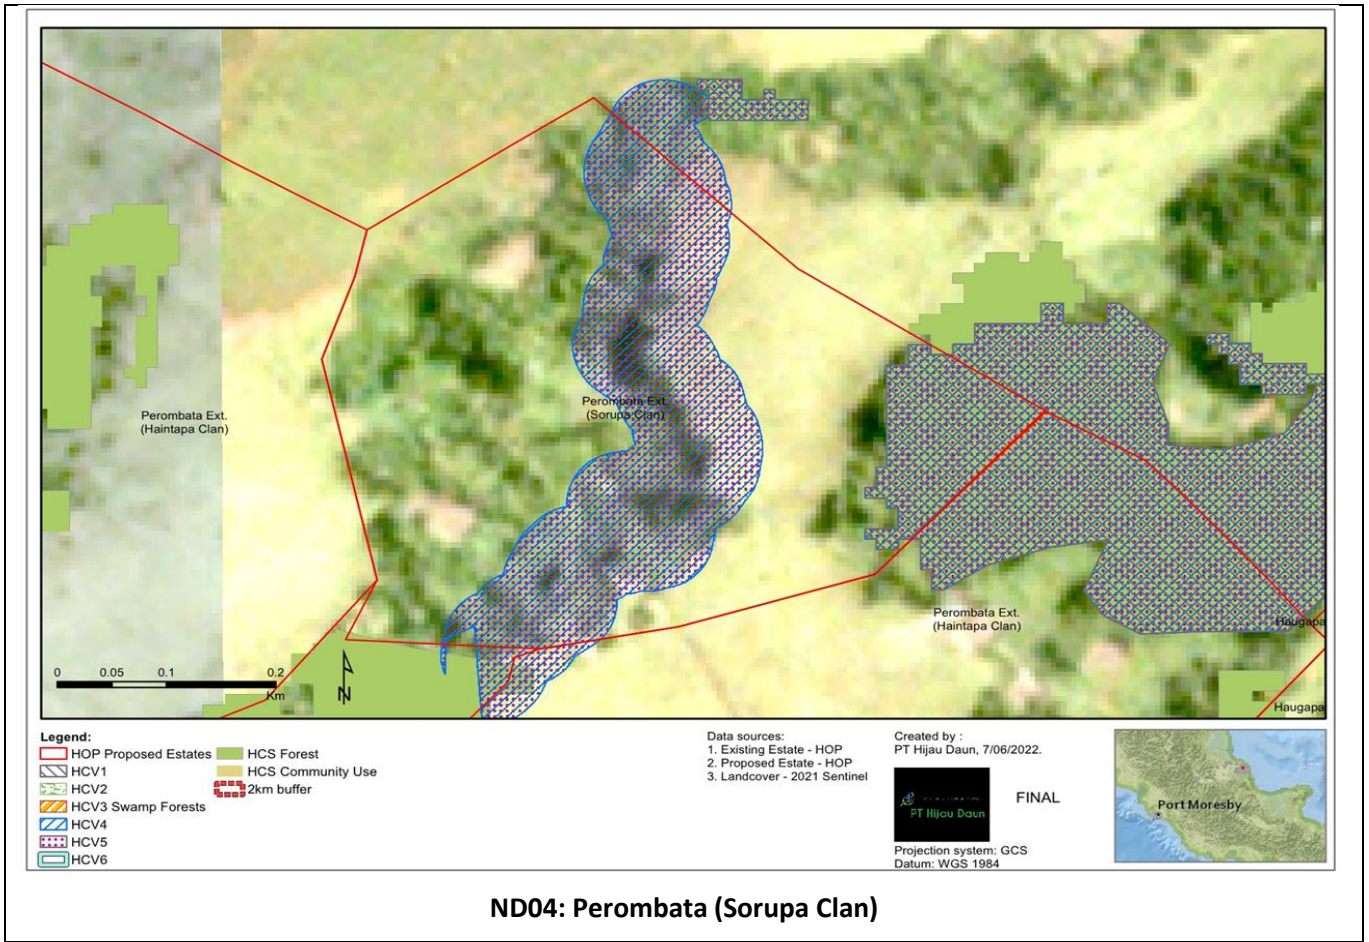 Perombata Ext.
(Haintapa Clan)
Perombata Ext.
(Sorupa Clan)
Perombata Ext.
(Haintapa Clan)
Haugapa
Haugapa
0 0.05 0.1 0.2
Km
N
Legend:
HOP Proposed Estates
HCV1
HCV2
HCV3 Swamp Forests
HCV4
HCV5
HCV6
HCS Forest
HCS Community Use
2km buffer
Data sources:
1. Existing Estate - HOP
2. Proposed Estate - HOP
3. Landcover - 2021 Sentinel
Created by :
PT Hijau Daun, 7/06/2022.
PT Hijau Daun
FINAL
Projection system: GCS
Datum: WGS 1984
Port Moresby
ND04: Perombata (Sorupa Clan)